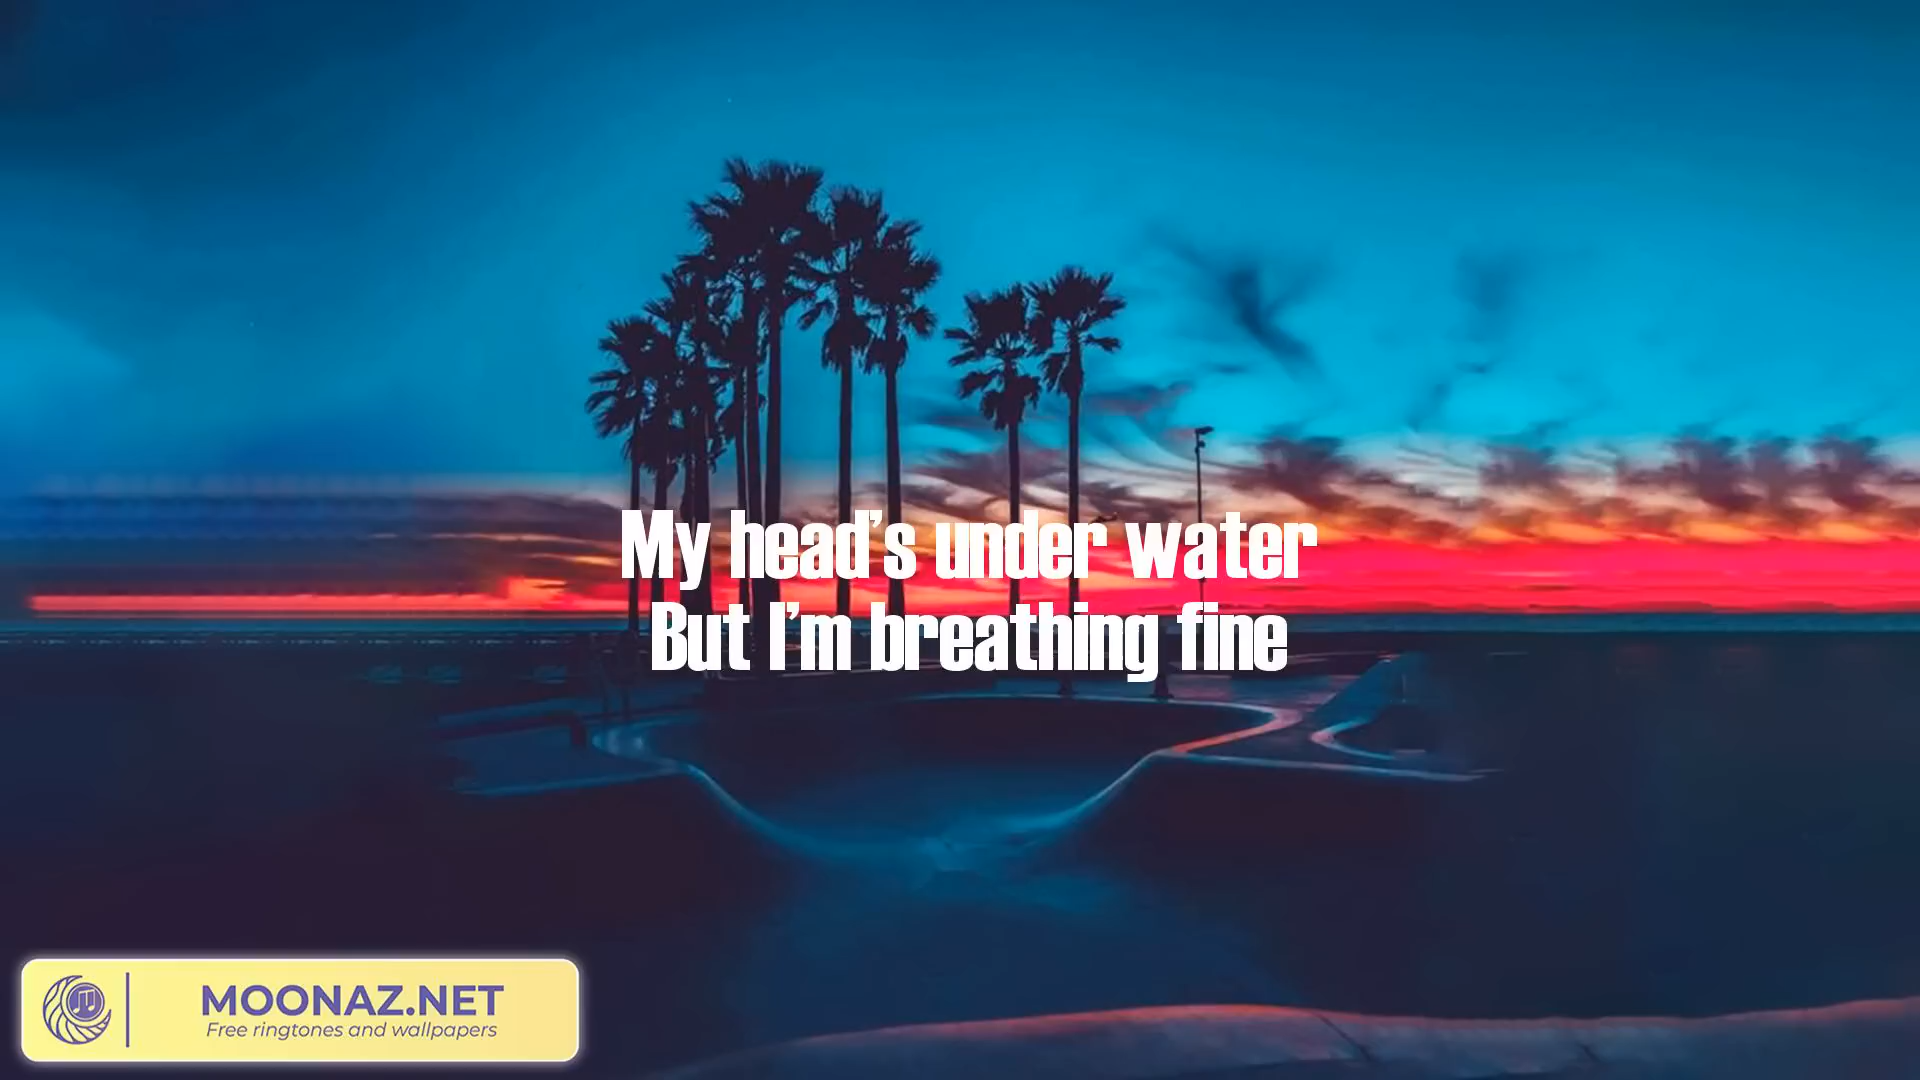 My head's under water
But I'm breathing fine
MOONAZ.NET
Free ringtones and wallpapers